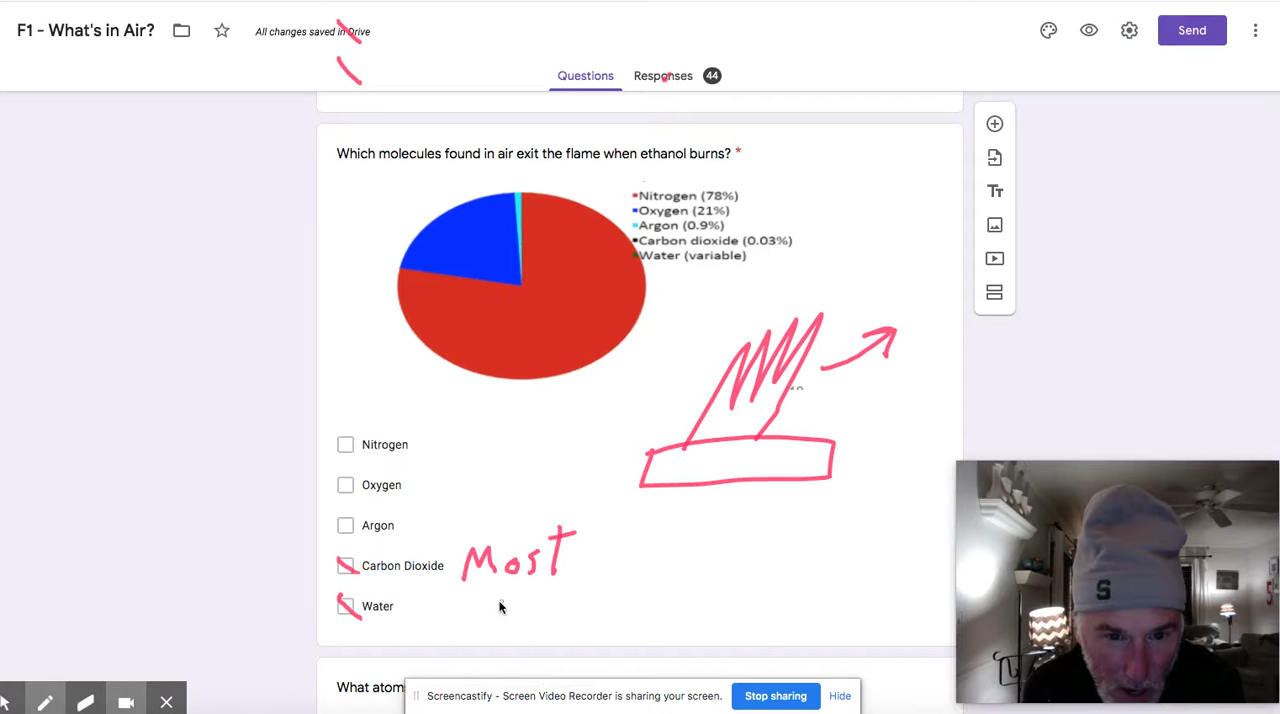 F1 - What's in Air?
All changes saved in Drive
Send
Questions
Responses
44
Which molecules found in air exit the flame when ethanol burns? *
Nitrogen (78%)
Oxygen (21%)
Argon (0.9%)
Carbon dioxide (0.03%)
Water (variable)
Nitrogen
Oxygen
Argon
Carbon Dioxide
Most
Water
What atoms
Tт
S
Screencastify - Screen Video Recorder is sharing your screen.
Stop sharing
Hide